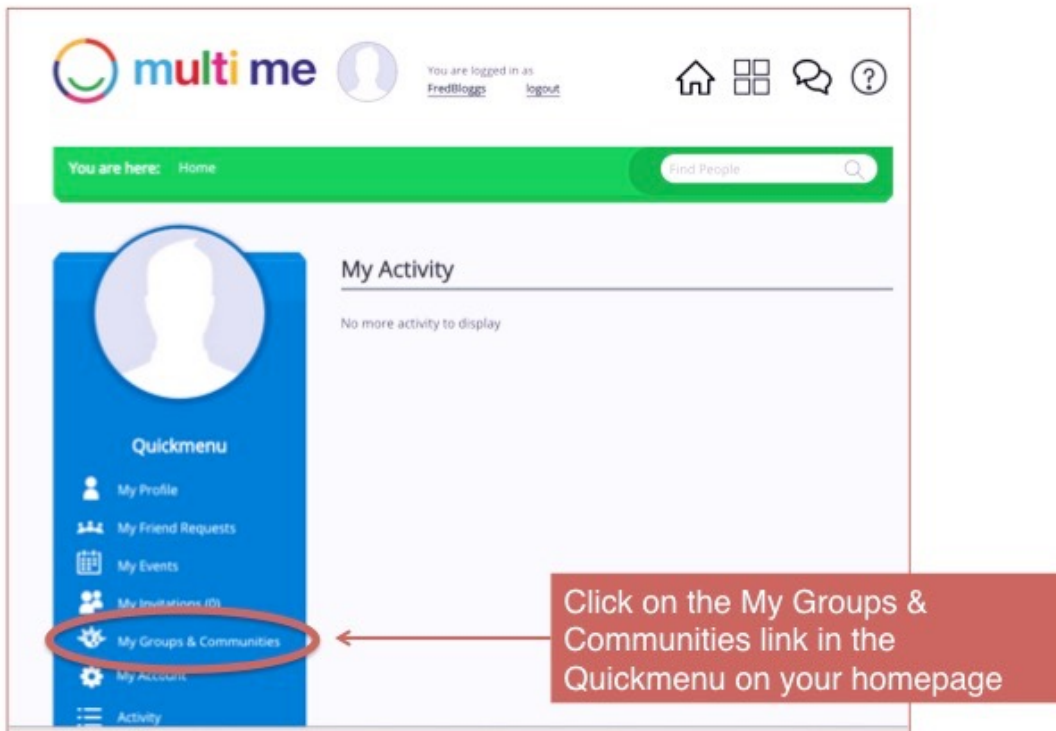 multi me
You are logged in as
FredBloggs logout
You are here: Home
Find People
My Activity
No more activity to display
Quickmenu
My Profile
My Friend Requests
My Events
My Invitations (0)
My Groups & Communities
My Account
Activity
Click on the My Groups &
Communities link in the
Quickmenu on your homepage